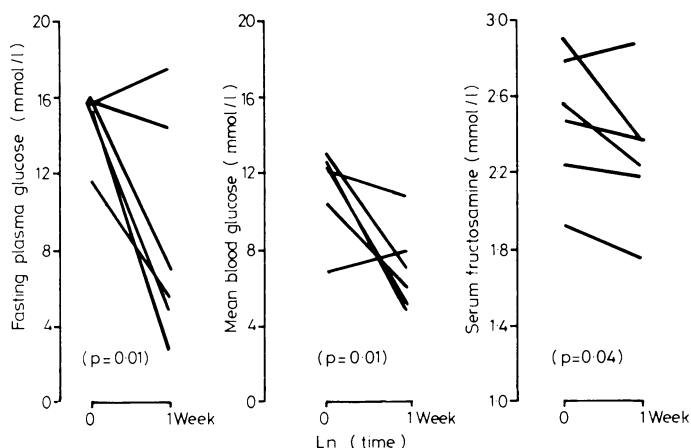 Fasting plasma glucose (mmol/l)
20
16
12
8
4
0
(p=0·01)
0
1 Week
Mean blood glucose (mmol/l)
20
16
12
8
4
0
(p=0·01)
0
1 Week
Serum fructosamine (mmol/l)
3·0
2·6
2·2
1·8
1·4
1·0
(p=0·04)
0
1 Week
Ln (time)